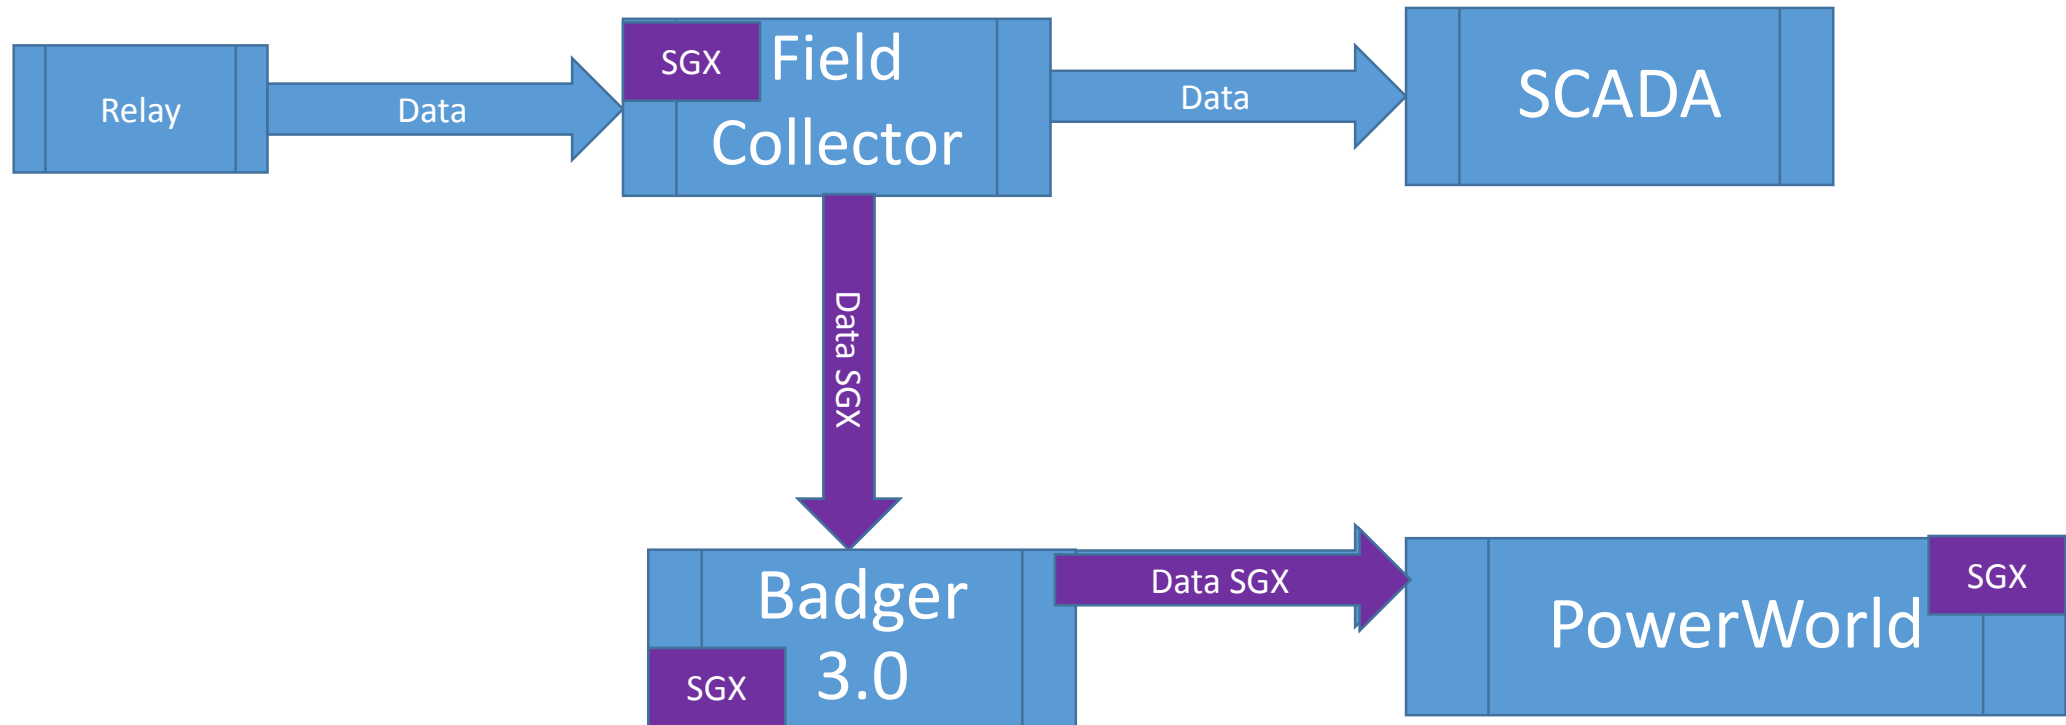 Relay
Data
SGX
Field
Collector
Data
SCADA
Data SGX
Badger
3.0
SGX
Data SGX
PowerWorld
SGX